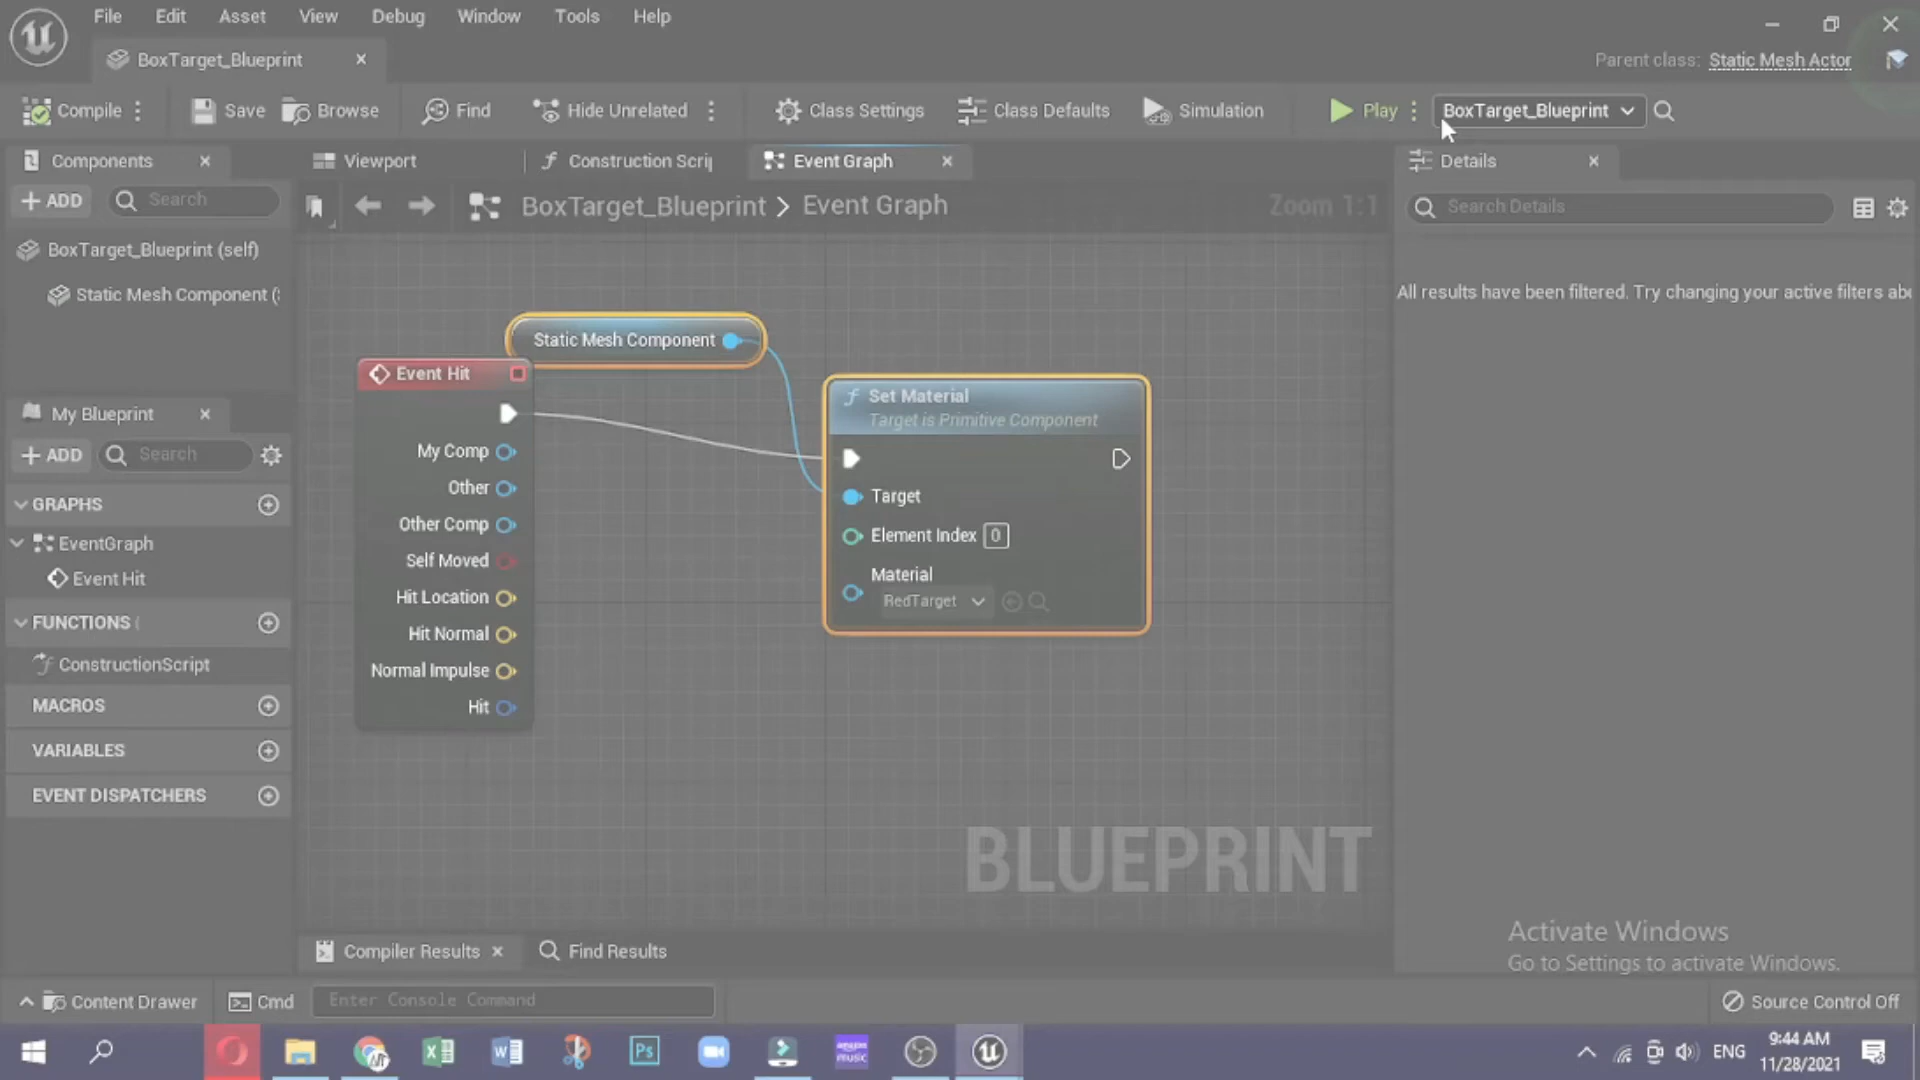 File Edit Asset View Debug Window Tools Help
BoxTarget_Blueprint
Parent class: Static Mesh Actor
Compile Save Browse Find Hide Unrelated Class Settings Class Defaults Simulation Play BoxTarget_Blueprint
Components Viewport Construction Scrip Event Graph Details
+ ADD Search BoxTarget_Blueprint > Event Graph Zoom 1:1 Search Details
BoxTarget_Blueprint (self)
Static Mesh Component (
All results have been filtered. Try changing your active filters abo
Static Mesh Component
Event Hit
My Comp
Other
Other Comp
Self Moved
Hit Location
Hit Normal
Normal Impulse
Hit
f Set Material
Target is Primitive Component
Target
Element Index 0
Material
RedTarget
My Blueprint
+ ADD Search
GRAPHS
EventGraph
Event Hit
FUNCTIONS (
ConstructionScript
MACROS
VARIABLES
EVENT DISPATCHERS
BLUEPRINT
Activate Windows
Go to Settings to activate Windows.
Compiler Results Find Results
Content Drawer Cmd Enter Console Command Source Control Off
Ps
amazon music
ENG
9:44 AM
11/28/2021